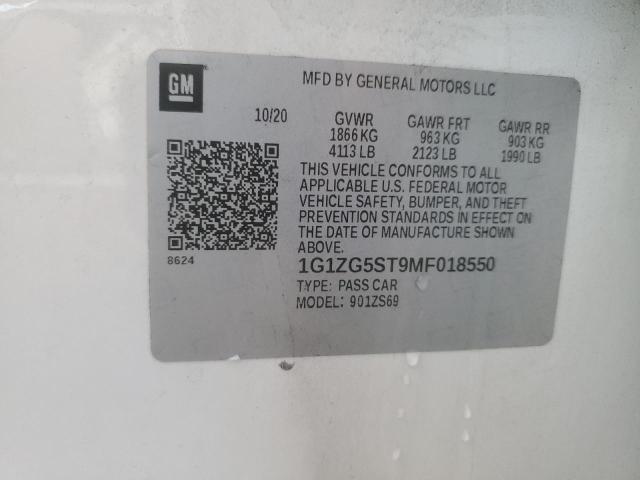 GM
MFD BY GENERAL MOTORS LLC
10/20
GVWR GAWR FRT GAWR RR
1866 KG 963 KG 903 KG
4113 LB 2123 LB 1990 LB
THIS VEHICLE CONFORMS TO ALL
APPLICABLE U.S. FEDERAL MOTOR
VEHICLE SAFETY, BUMPER, AND THEFT
PREVENTION STANDARDS IN EFFECT ON
THE DATE OF MANUFACTURE SHOWN
ABOVE.
8624
1G1ZG5ST9MF018550
TYPE: PASS CAR
MODEL: 901ZS69